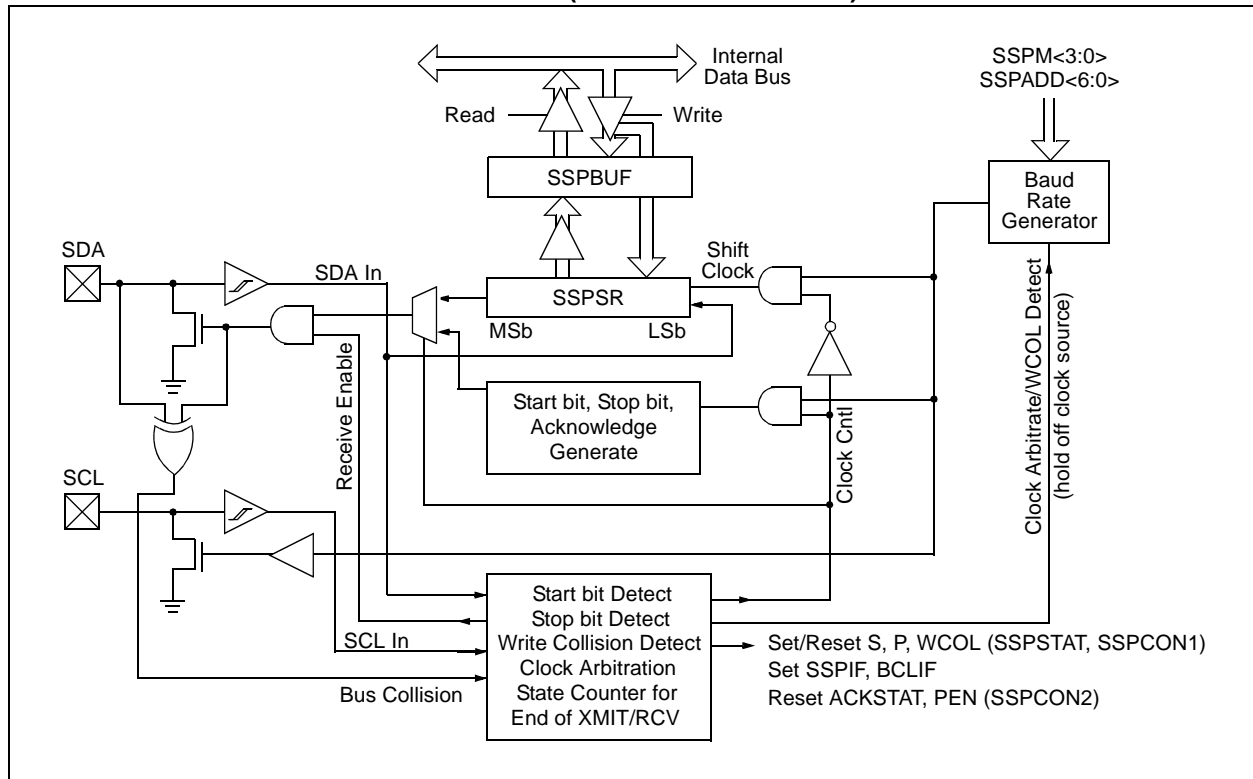 Internal
Data Bus
SSPM<3:0>
SSPADD<6:0>
Read
Write
SSPBUF
Baud
Rate
Generator
SDA
SDA In
Shift
Clock
SSPSR
MSb
LSb
Start bit, Stop bit,
Acknowledge
Generate
Receive Enable
Clock Cntl
Clock Arbitrate/WCOL Detect
(hold off clock source)
SCL
SCL In
Bus Collision
Start bit Detect
Stop bit Detect
Write Collision Detect
Clock Arbitration
State Counter for
End of XMIT/RCV
Set/Reset S, P, WCOL (SSPSTAT, SSPCON1)
Set SSPIF, BCLIF
Reset ACKSTAT, PEN (SSPCON2)